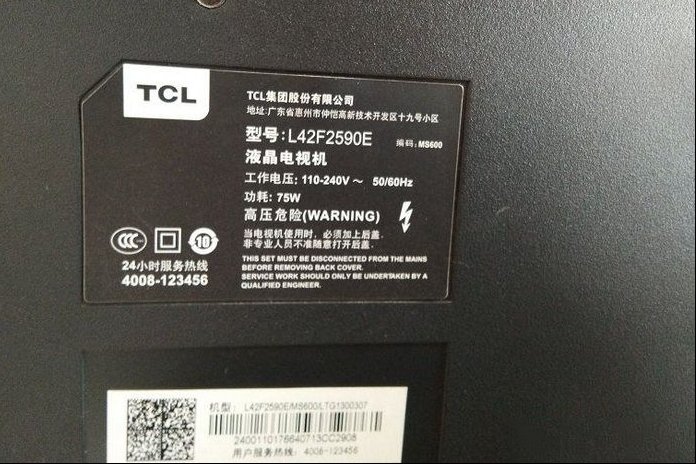 TCL
TCL集团股份有限公司
地址:广东省惠州市仲恺高新技术开发区十九号小区
型号:L42F2590E 编码:MS600
液晶电视机
工作电压: 110-240V ~ 50/60Hz
功耗: 75W
高压危险(WARNING)
当电视机使用时,必须加上后盖.
非专业人员不准随意打开后盖.
THIS SET MUST BE DISCONNECTED FROM THE MAINS
BEFORE REMOVING BACK COVER.
SERVICE WORK SHOULD ONLY BE UNDERTAKEN BY A
QUALIFIED ENGINEER.
CCC 10
24小时服务热线
4008-123456
机型: L42F2590E/MS600/LTG1300307
2400110176640713CC2908
用户服务热线: 4008-123456